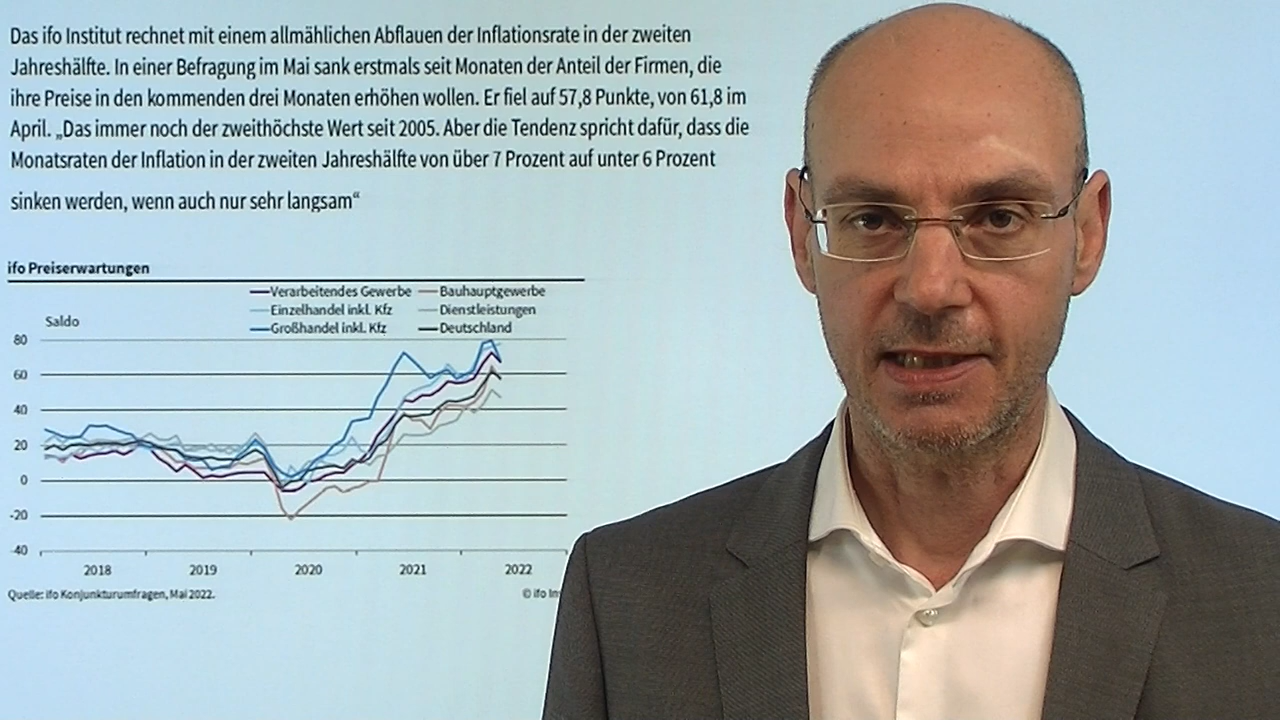 Das ifo Institut rechnet mit einem allmählichen Abflauen der Inflationsrate in der zweiten
Jahreshälfte. In einer Befragung im Mai sank erstmals seit Monaten der Anteil der Firmen, die
ihre Preise in den kommenden drei Monaten erhöhen wollen. Er fiel auf 57,8 Punkte, von 61,8 im
April. „Das immer noch der zweithöchste Wert seit 2005. Aber die Tendenz spricht dafür, dass die
Monatsraten der Inflation in der zweiten Jahreshälfte von über 7 Prozent auf unter 6 Prozent
sinken werden, wenn auch nur sehr langsam“
ifo Preiserwartungen
Verarbeitendes Gewerbe Bauhauptgewerbe
Einzelhandel inkl. Kfz Dienstleistungen
Großhandel inkl. Kfz Deutschland
Saldo
80
60
40
20
0
-20
-40
2018 2019 2020 2021 2022
Quelle: ifo Konjunkturumfragen, Mai 2022. © ifo